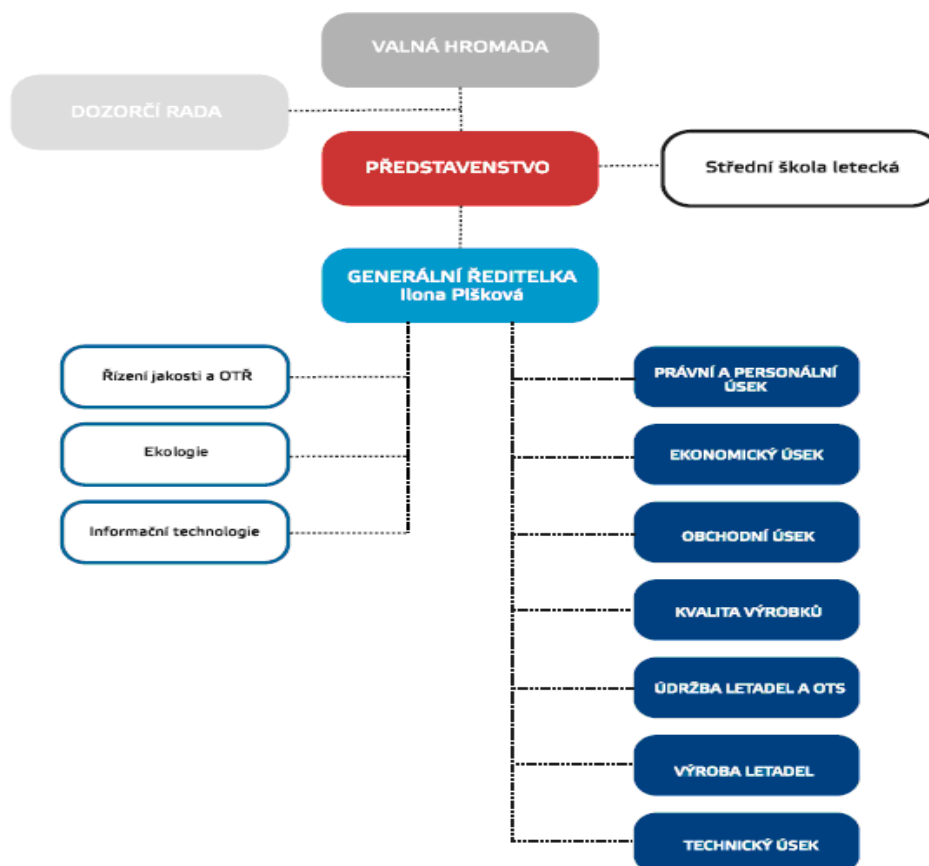 VALNÁ HROMADA
DOZORČÍ RADA
PŘEDSTAVENSTVO
Střední škola letecká
GENERÁLNÍ ŘEDITELKA
Ilona Plšková
Řízení jakosti a OTŘ
Ekologie
Informační technologie
PRÁVNÍ A PERSONÁLNÍ
ÚSEK
EKONOMICKÝ ÚSEK
OBCHODNÍ ÚSEK
KVALITA VÝROBKŮ
ÚDRŽBA LETADEL A OTS
VÝROBA LETADEL
TECHNICKÝ ÚSEK